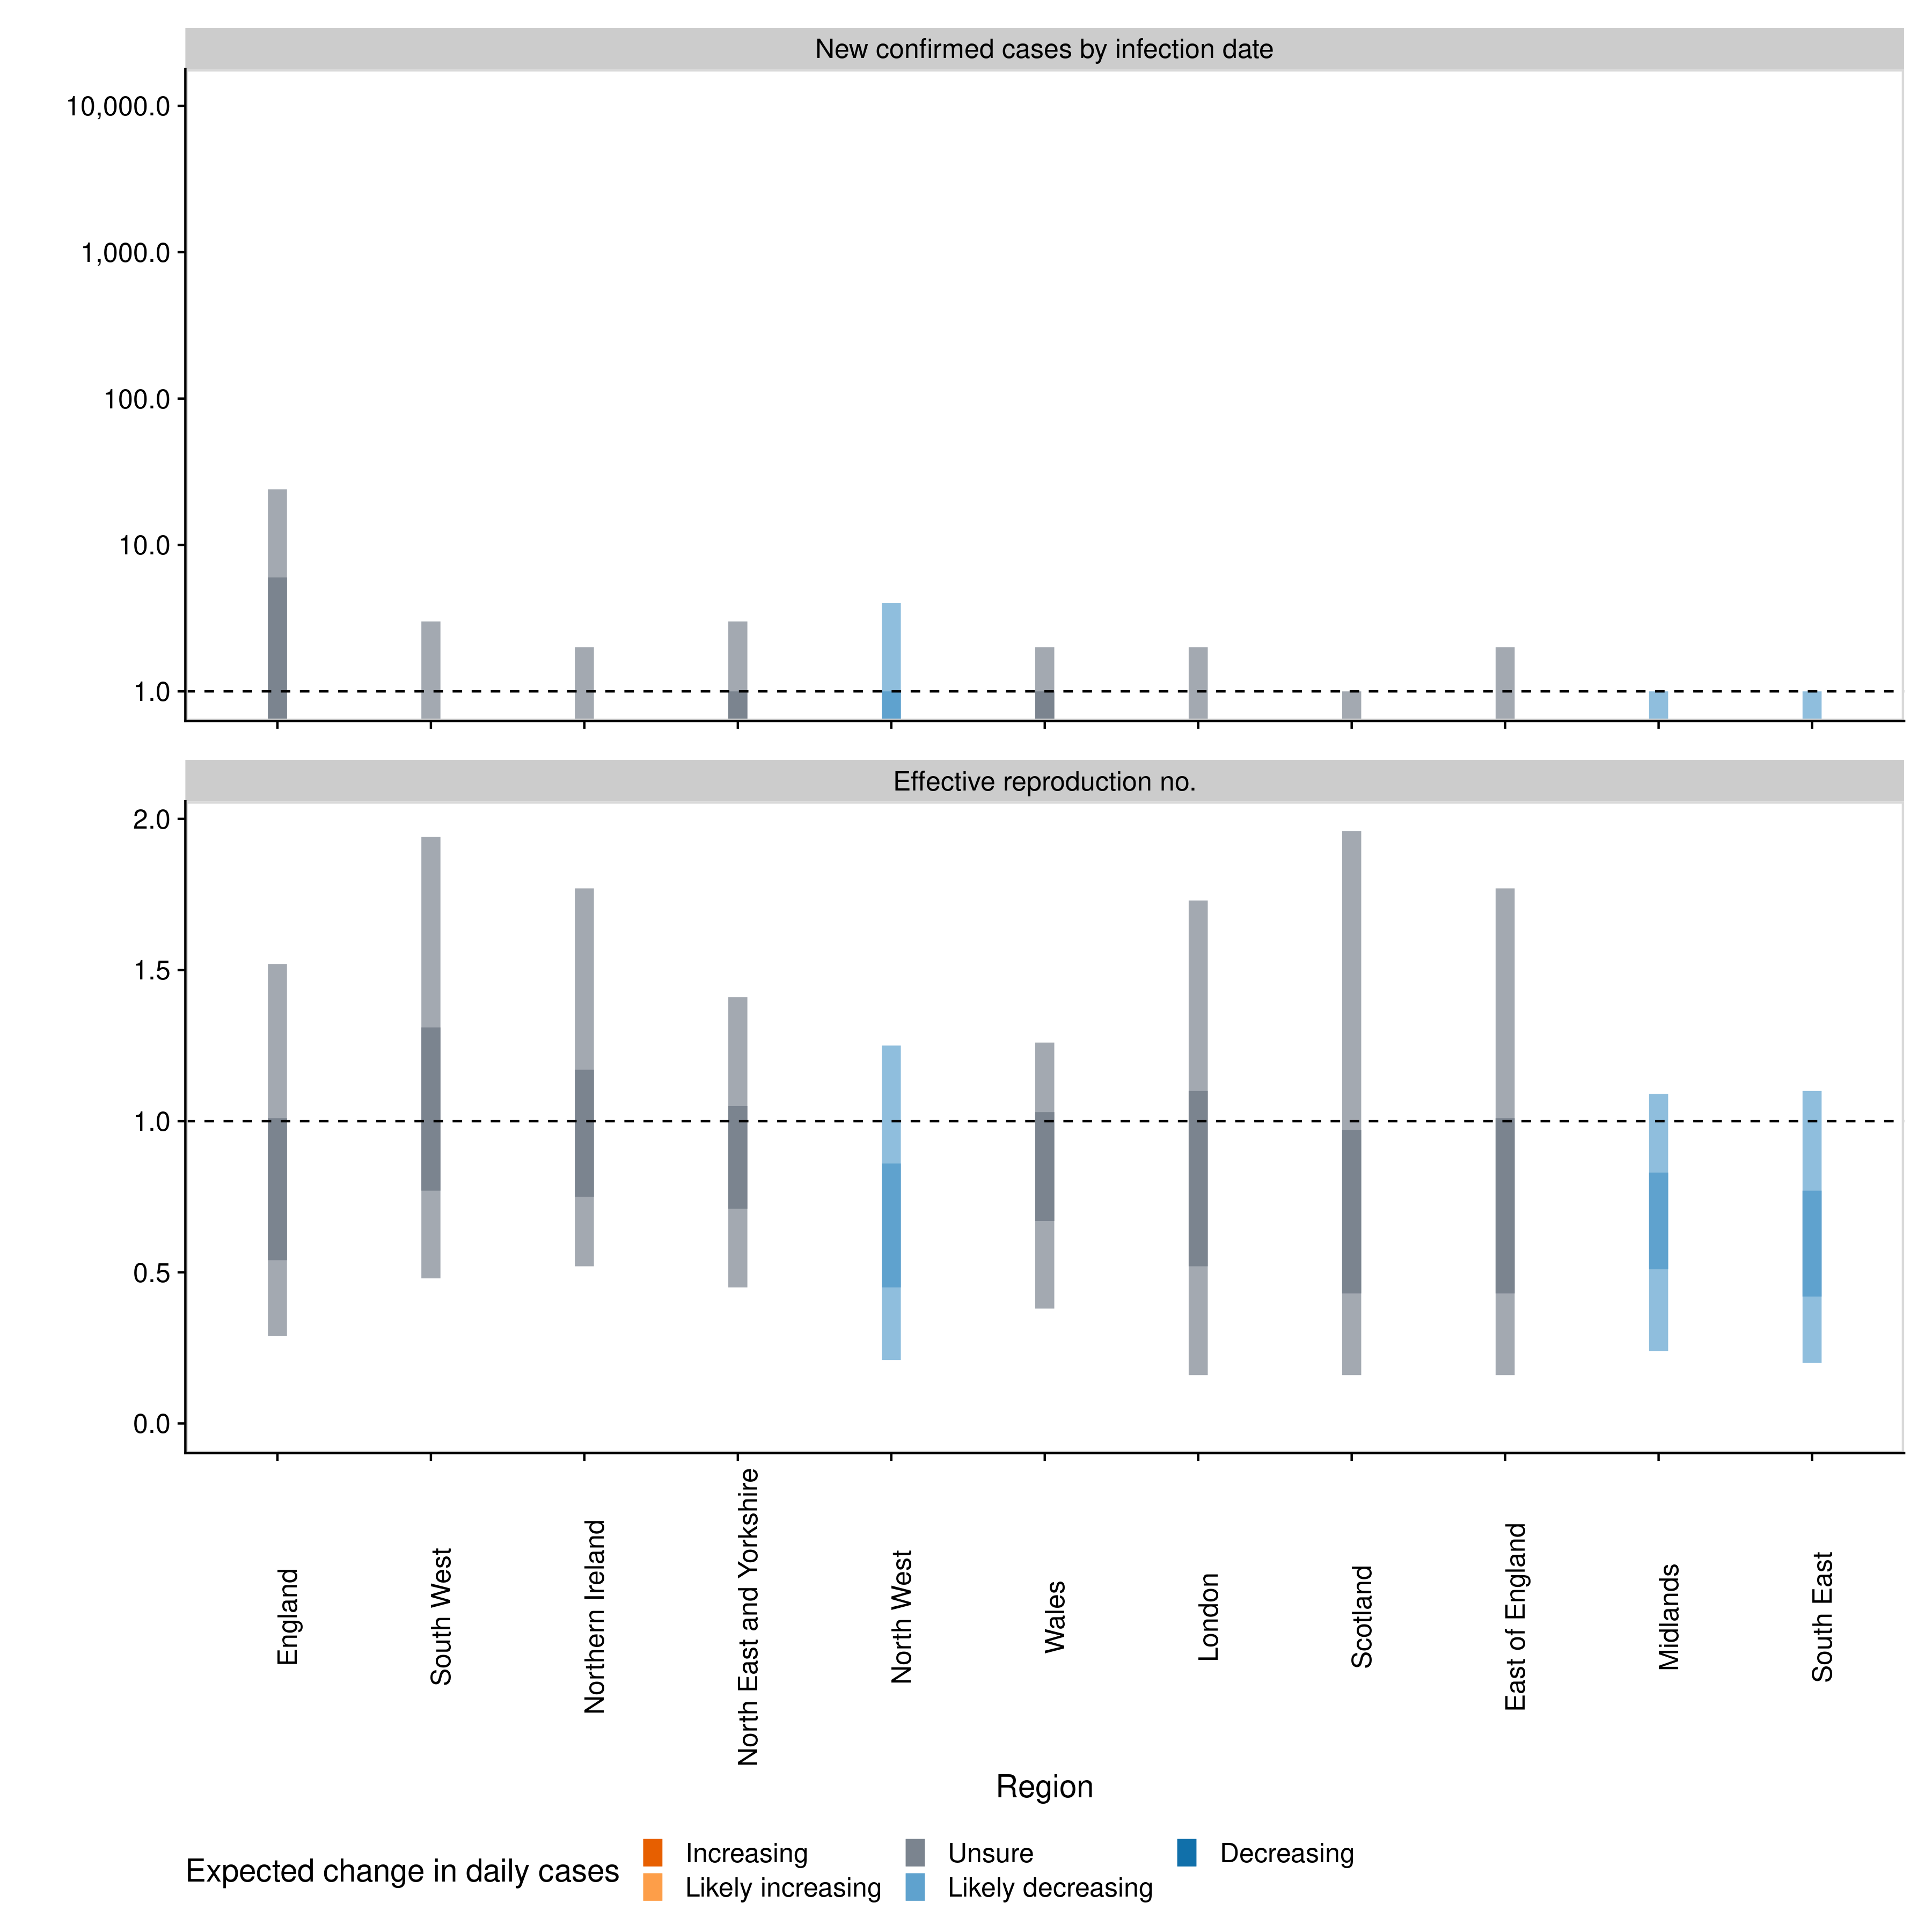 New confirmed cases by infection date
10,000.0
1,000.0
100.0
10.0
1.0
Effective reproduction no.
2.0
1.5
1.0
0.5
0.0
England
South West
Northern Ireland
North East and Yorkshire
North West
Wales
London
Scotland
East of England
Midlands
South East
Region
Expected change in daily cases
Increasing
Likely increasing
Unsure
Likely decreasing
Decreasing